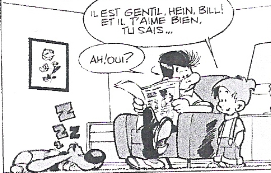 IL EST GENTIL, HEIN, BILL!
ET IL T'AIME BIEN,
TU SAIS...
AH! OUI?
Z
Z
Z
Z